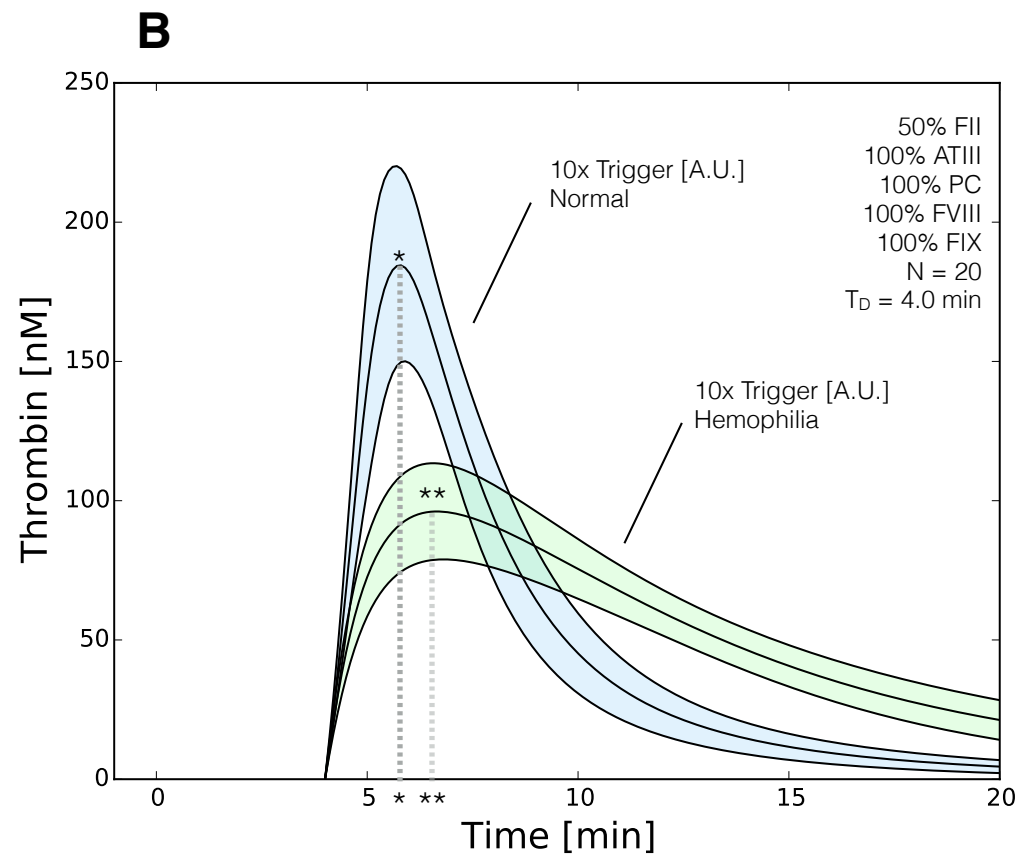 B
250
200
150
100
50
0
Thrombin [nM]
10x Trigger [A.U.]
Normal
50% FII
100% ATIII
100% PC
100% FVIII
100% FIX
N = 20
T_D = 4.0 min
10x Trigger [A.U.]
Hemophilia
*
**
0 5 * ** 10 15 20
Time [min]